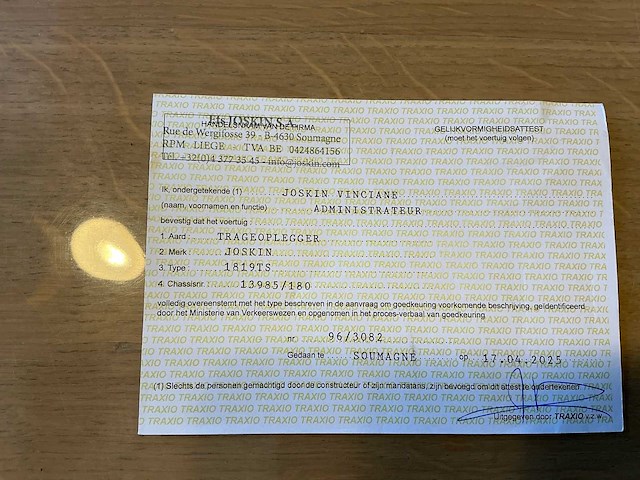 Ets JOSKIN S.A.
HANDELSNAAM VAN DE FIRMA
Rue de Wergifosse 39 - B-4630 Soumagne
RPM LIEGE TVA BE 0424864156
Tél. +32(0)4 377 35 45 - info@joskin.com
GELIJKVORMIGHEIDSATTEST
(moet het voertuig volgen)
Ik, ondergetekende (1) JOSKIN VINCIANE
(naam, voornamen en functie) ADMINISTRATEUR
bevestig dat het voertuig :
1. Aard : TRAGEOPLEGGER
2. Merk : JOSKIN
3. Type : 1819TS
4. Chassisnr. : 13985/180
volledig overeenstemt met het type beschreven in de aanvraag om goedkeuring voorkomende beschrijving, geïdentificeerd
door het Ministerie van Verkeerswezen en opgenomen in het proces-verbaal van goedkeuring
nr. 96/3082
Gedaan te SOUMAGNE op 17.04.2025
(1) Slechts de personen gemachtigd door de constructeur of zijn mandataris, zijn bevoegd om dit attest te ondertekenen.
Uitgegeven door TRAXIO v.z.w.